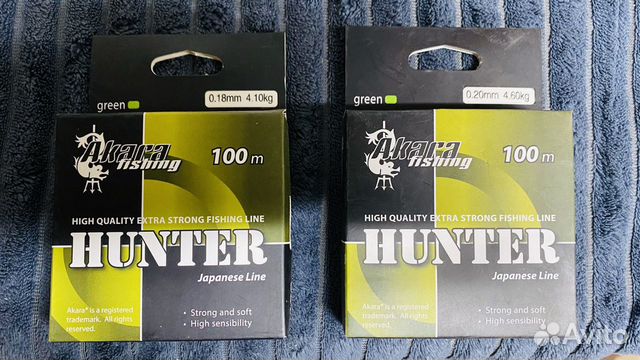 green
0.18mm 4.10kg
Akara
fishing
100 m
HIGH QUALITY EXTRA STRONG FISHING LINE
HUNTER
Japanese Line
Akara® is a registered
trademark. All rights
reserved.
• Strong and soft
• High sensibility
green
0.20mm 4.60kg
Akara
fishing
100 m
HIGH QUALITY EXTRA STRONG FISHING LINE
HUNTER
Japanese Line
Akara® is a registered
trademark. All rights
reserved.
• Strong and soft
• High sensibility
Avito